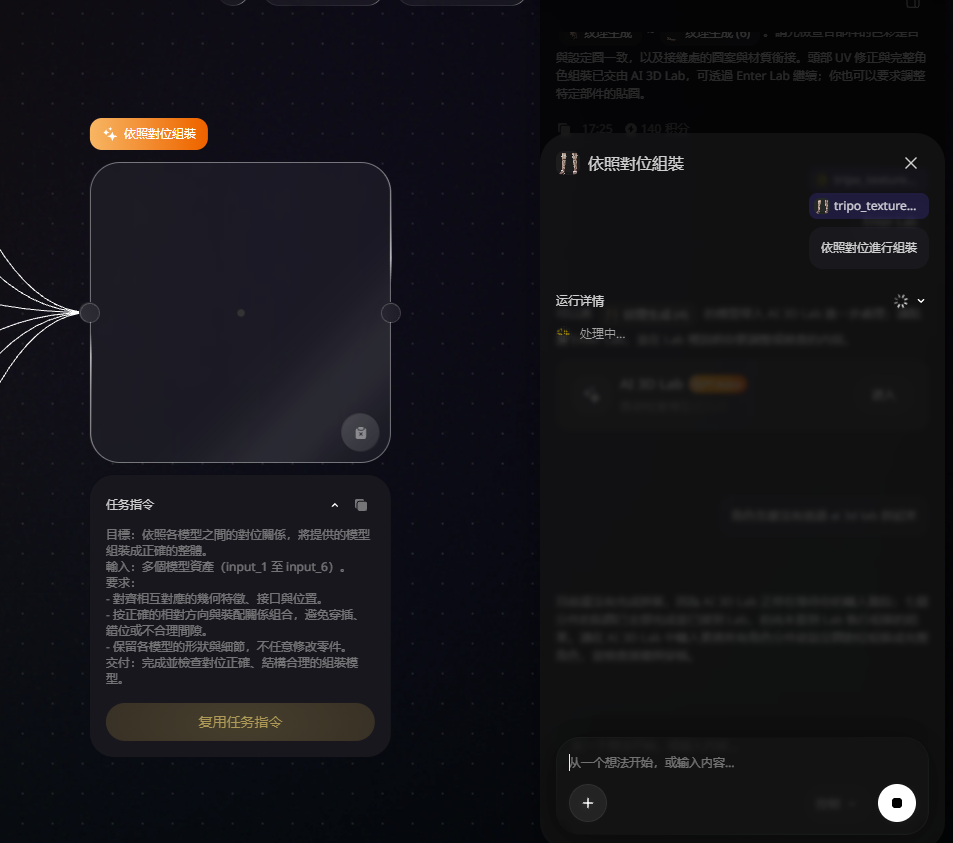 依照對位組裝
任务指令
目標：依照各模型之間的對位關係，將提供的模型
組裝成正確的整體。
輸入：多個模型資產（input_1 至 input_6）。
要求：
- 對齊相互對應的幾何特徵、接口與位置。
- 按正確的相對方向與裝配關係組合，避免穿插、
錯位或不合理間隙。
- 保留各模型的形狀與細節，不任意修改零件。
交付：完成並檢查對位正確、結構合理的組裝模
型。
复用任务指令
與設定圖一致，以及接縫處的圖案與材質銜接。頭部 UV 修正與完整角
色組裝已交由 AI 3D Lab，可透過 Enter Lab 繼續；你也可以要求調整
特定部件的貼圖。
17:25 140 积分
依照對位組裝
tripo_texture...
依照對位進行組裝
运行详情
处理中...
AI 3D Lab
从一个想法开始，或输入内容...